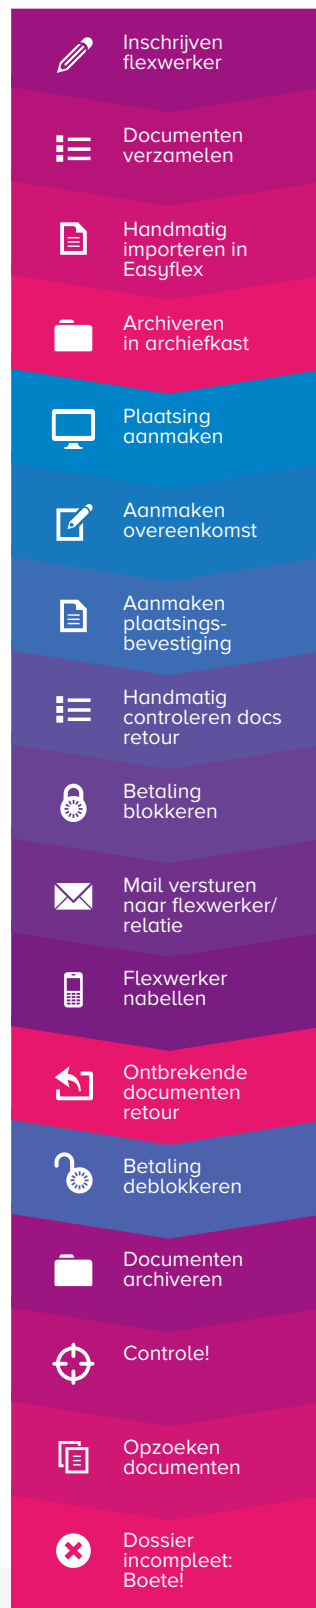 Inschrijven
flexwerker
Documenten
verzamelen
Handmatig
importeren in
Easyflex
Archiveren
in archiefkast
Plaatsing
aanmaken
Aanmaken
overeenkomst
Aanmaken
plaatsings-
bevestiging
Handmatig
controleren docs
retour
Betaling
blokkeren
Mail versturen
naar flexwerker/
relatie
Flexwerker
nabellen
Ontbrekende
documenten
retour
Betaling
deblokkeren
Documenten
archiveren
Controle!
Opzoeken
documenten
Dossier
incompleet:
Boete!